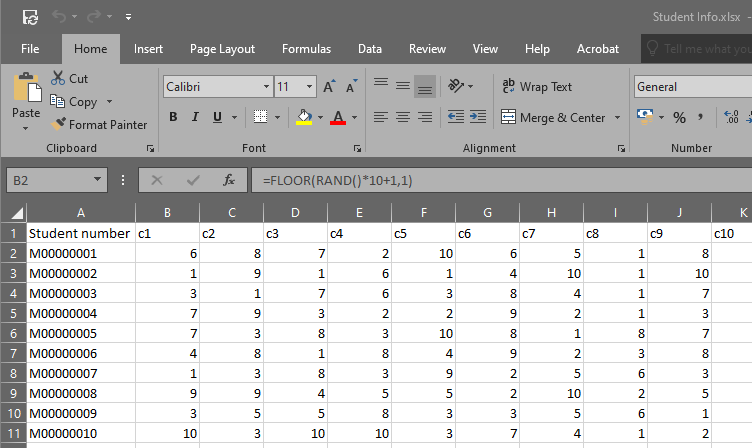 Student Info.xlsx -
File Home Insert Page Layout Formulas Data Review View Help Acrobat Tell me what you
Paste
Cut
Copy
Format Painter
Calibri 11 A A Wrap Text General
B I U A Merge & Center % , .0 .00 .00
Clipboard Font Alignment Number
B2 fx =FLOOR(RAND()*10+1,1)
A B C D E F G H I J K
1 Student number c1 c2 c3 c4 c5 c6 c7 c8 c9 c10
2 M00000001 6 8 7 2 10 6 5 1 8
3 M00000002 1 9 1 6 1 4 10 1 10
4 M00000003 3 1 7 6 3 8 4 1 7
5 M00000004 7 9 3 2 2 9 2 1 3
6 M00000005 7 3 8 3 10 8 1 8 7
7 M00000006 4 8 1 8 4 9 2 3 8
8 M00000007 1 3 8 3 9 2 5 6 3
9 M00000008 9 9 4 5 5 2 10 2 5
10 M00000009 3 5 5 8 3 3 5 6 1
11 M00000010 10 3 10 10 3 7 4 1 2